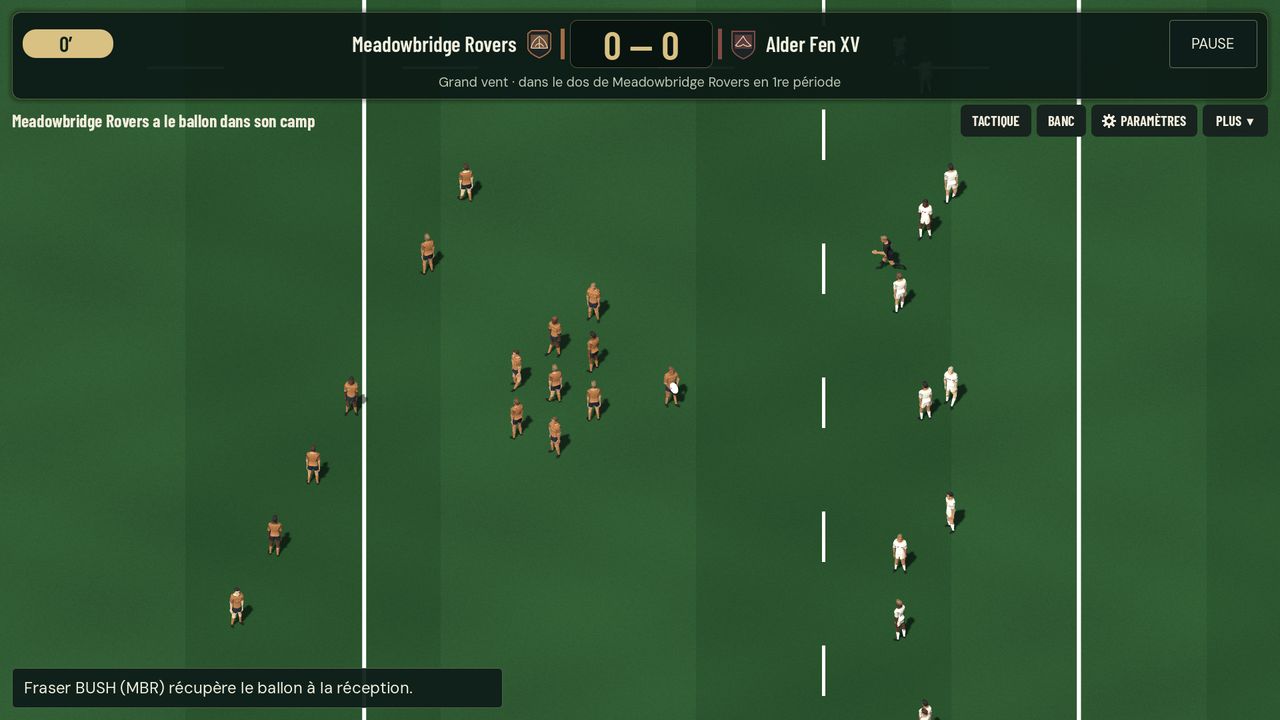 0′
Meadowbridge Rovers
0 – 0
Alder Fen XV
PAUSE
Grand vent · dans le dos de Meadowbridge Rovers en 1re période
Meadowbridge Rovers a le ballon dans son camp
TACTIQUE
BANC
PARAMÈTRES
PLUS ▾
Fraser BUSH (MBR) récupère le ballon à la réception.